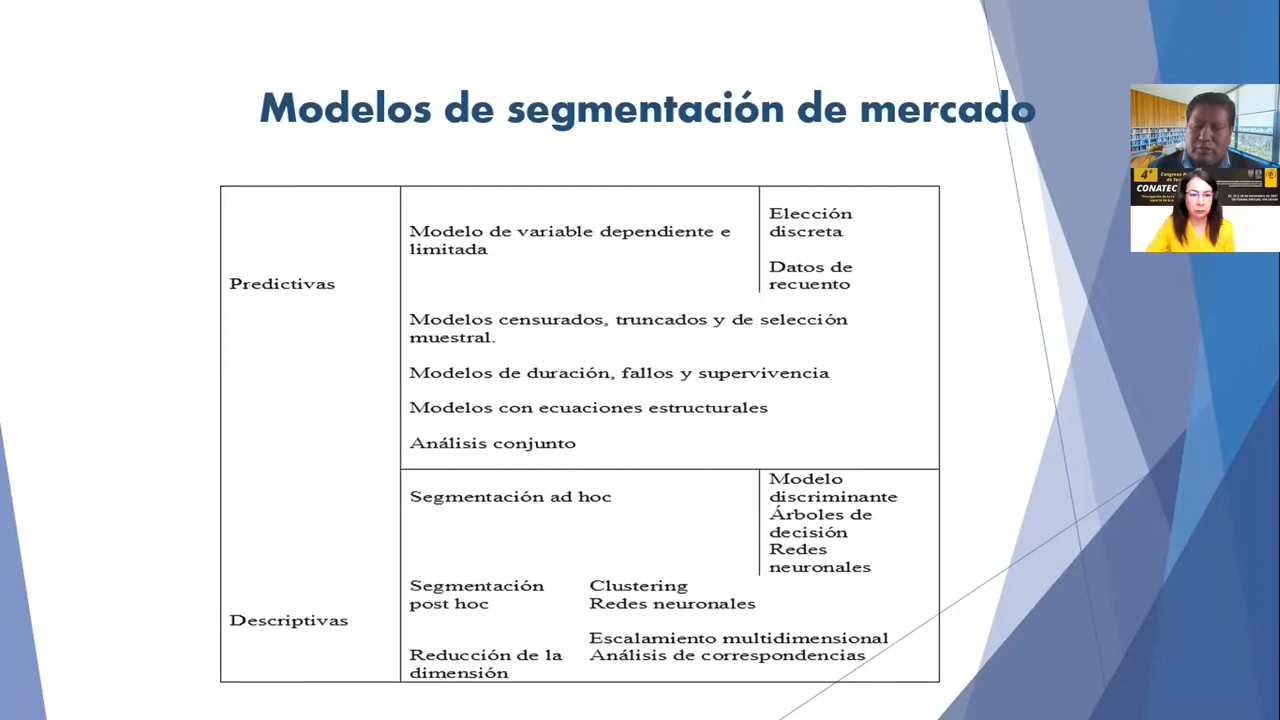 Modelos de segmentación de mercado
Predictivas
Modelo de variable dependiente e
limitada
Elección
discreta
Datos de
recuento
Modelos censurados, truncados y de selección
muestral.
Modelos de duración, fallos y supervivencia
Modelos con ecuaciones estructurales
Análisis conjunto
Descriptivas
Segmentación ad hoc
Modelo
discriminante
Árboles de
decisión
Redes
neuronales
Segmentación
post hoc
Clustering
Redes neuronales
Reducción de la
dimensión
Escalamiento multidimensional
Análisis de correspondencias
4º
CONATEC